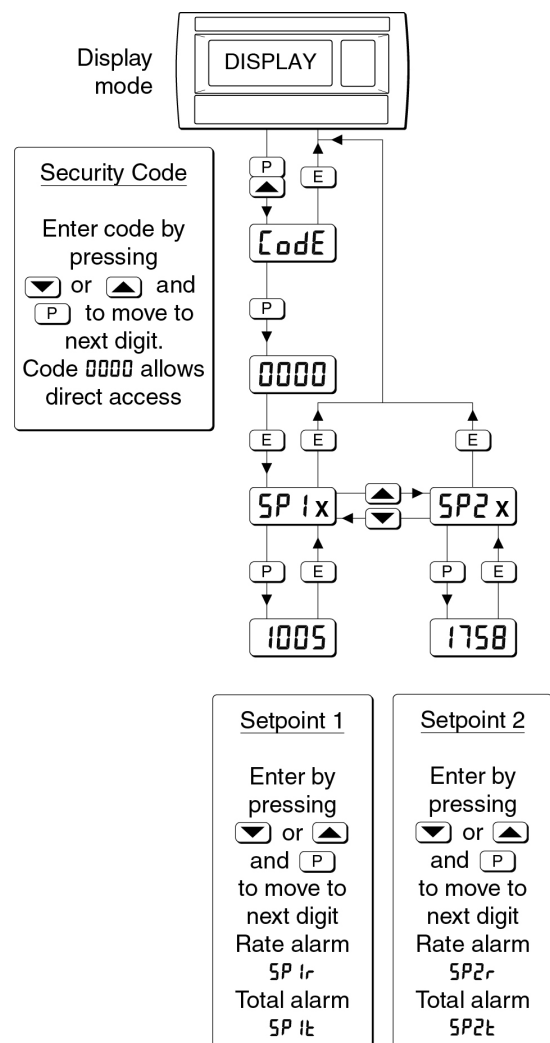 Display
mode
DISPLAY
P
E
Security Code
Enter code by
pressing
or and
P to move to
next digit.
Code 0000 allows
direct access
CodE
P
0000
E E E
SP1x SP2x
P E P E
1005 1758
Setpoint 1
Enter by
pressing
or
and P
to move to
next digit
Rate alarm
SP1r
Total alarm
SP1t
Setpoint 2
Enter by
pressing
or
and P
to move to
next digit
Rate alarm
SP2r
Total alarm
SP2t